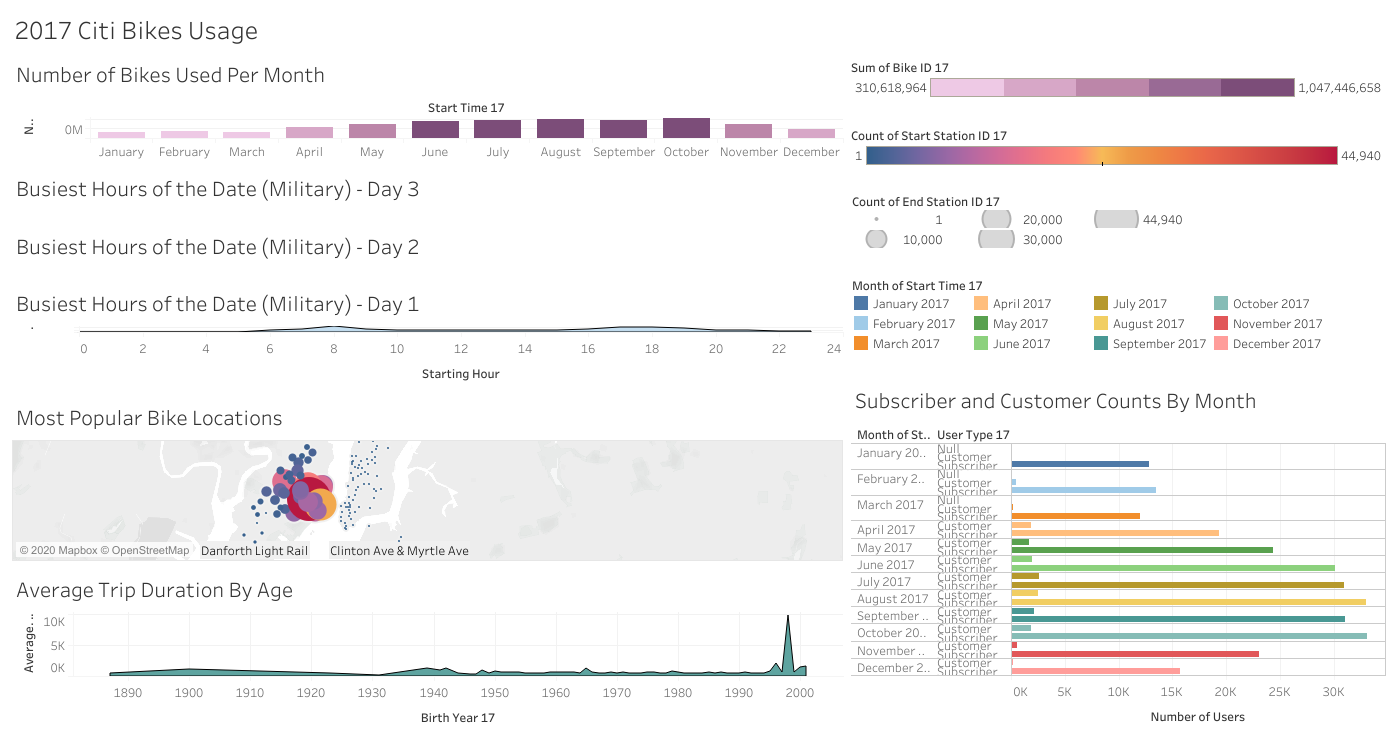 2017 Citi Bikes Usage
Number of Bikes Used Per Month
Start Time 17
N..
0M
January February March April May June July August September October November December
Busiest Hours of the Date (Military) - Day 3
Busiest Hours of the Date (Military) - Day 2
Busiest Hours of the Date (Military) - Day 1
0 2 4 6 8 10 12 14 16 18 20 22 24
Starting Hour
Most Popular Bike Locations
© 2020 Mapbox © OpenStreetMap
Danforth Light Rail
Clinton Ave & Myrtle Ave
Average Trip Duration By Age
Average..
10K
5K
0K
1890 1900 1910 1920 1930 1940 1950 1960 1970 1980 1990 2000
Birth Year 17
Sum of Bike ID 17
310,618,964 1,047,446,658
Count of Start Station ID 17
1 44,940
Count of End Station ID 17
1 20,000 44,940
10,000 30,000
Month of Start Time 17
January 2017 April 2017 July 2017 October 2017
February 2017 May 2017 August 2017 November 2017
March 2017 June 2017 September 2017 December 2017
Subscriber and Customer Counts By Month
Month of St.. User Type 17
January 20.. Null
Customer
Subscriber
February 2.. Null
Customer
Subscriber
March 2017 Null
Customer
Subscriber
April 2017 Customer
Subscriber
May 2017 Customer
Subscriber
June 2017 Customer
Subscriber
July 2017 Customer
Subscriber
August 2017 Customer
Subscriber
September .. Customer
Subscriber
October 20.. Customer
Subscriber
November .. Customer
Subscriber
December 2.. Customer
Subscriber
0K 5K 10K 15K 20K 25K 30K
Number of Users